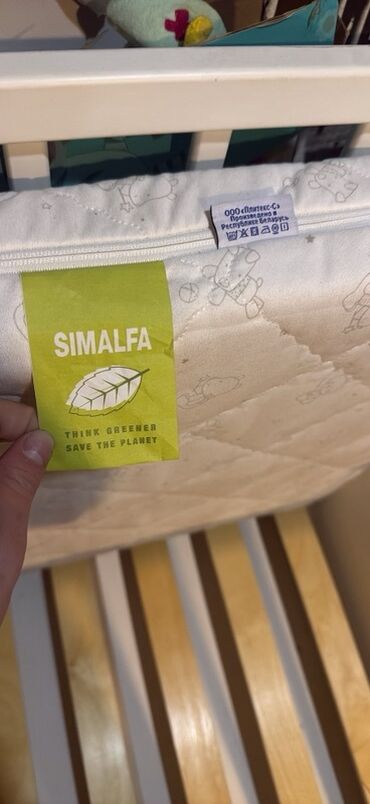 ООО «Плитекс-С»
Произведено в
Республике Беларусь
SIMALFA
THINK GREENER
SAVE THE PLANET